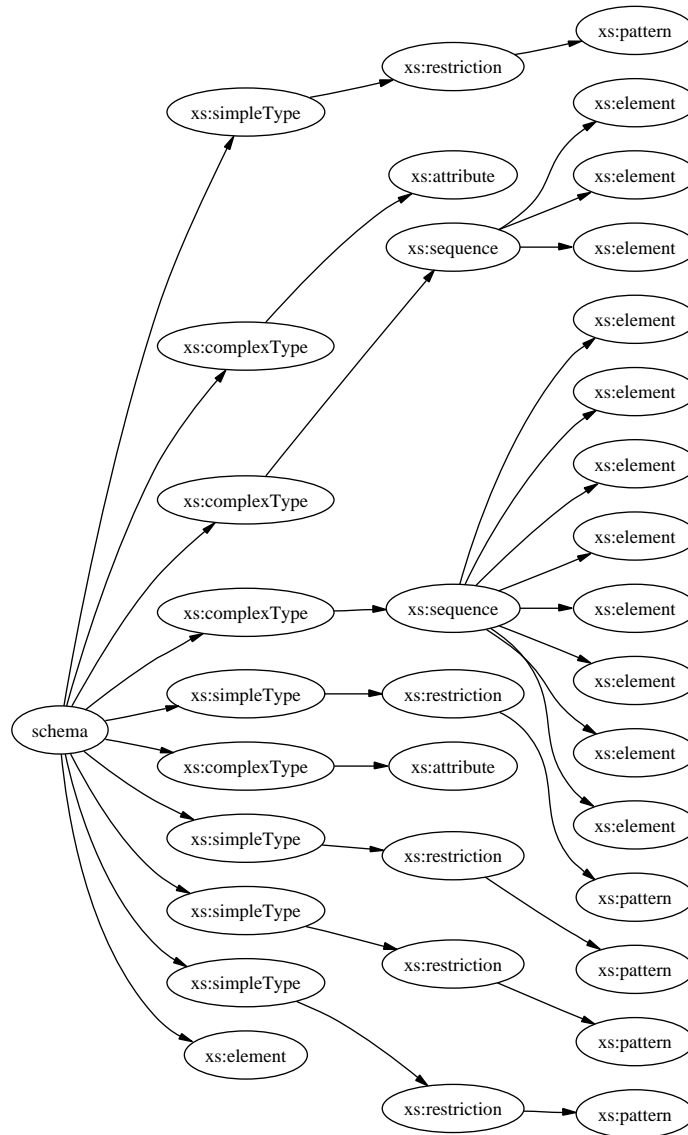 xs:pattern
xs:restriction
xs:element
xs:simpleType
xs:attribute
xs:element
xs:sequence
xs:element
xs:element
xs:complexType
xs:element
xs:element
xs:complexType
xs:element
xs:complexType
xs:sequence
xs:element
xs:element
xs:simpleType
xs:restriction
schema
xs:element
xs:complexType
xs:attribute
xs:element
xs:simpleType
xs:restriction
xs:pattern
xs:simpleType
xs:restriction
xs:pattern
xs:simpleType
xs:pattern
xs:element
xs:restriction
xs:pattern